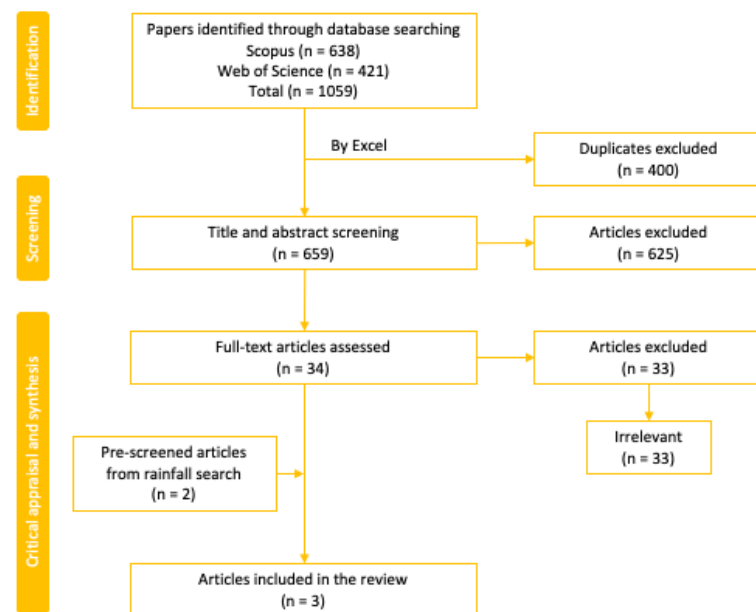 Identification
Papers identified through database searching
Scopus (n = 638)
Web of Science (n = 421)
Total (n = 1059)
By Excel
Duplicates excluded
(n = 400)
Screening
Title and abstract screening
(n = 659)
Articles excluded
(n = 625)
Critical appraisal and synthesis
Full-text articles assessed
(n = 34)
Articles excluded
(n = 33)
Irrelevant
(n = 33)
Pre-screened articles
from rainfall search
(n = 2)
Articles included in the review
(n = 3)